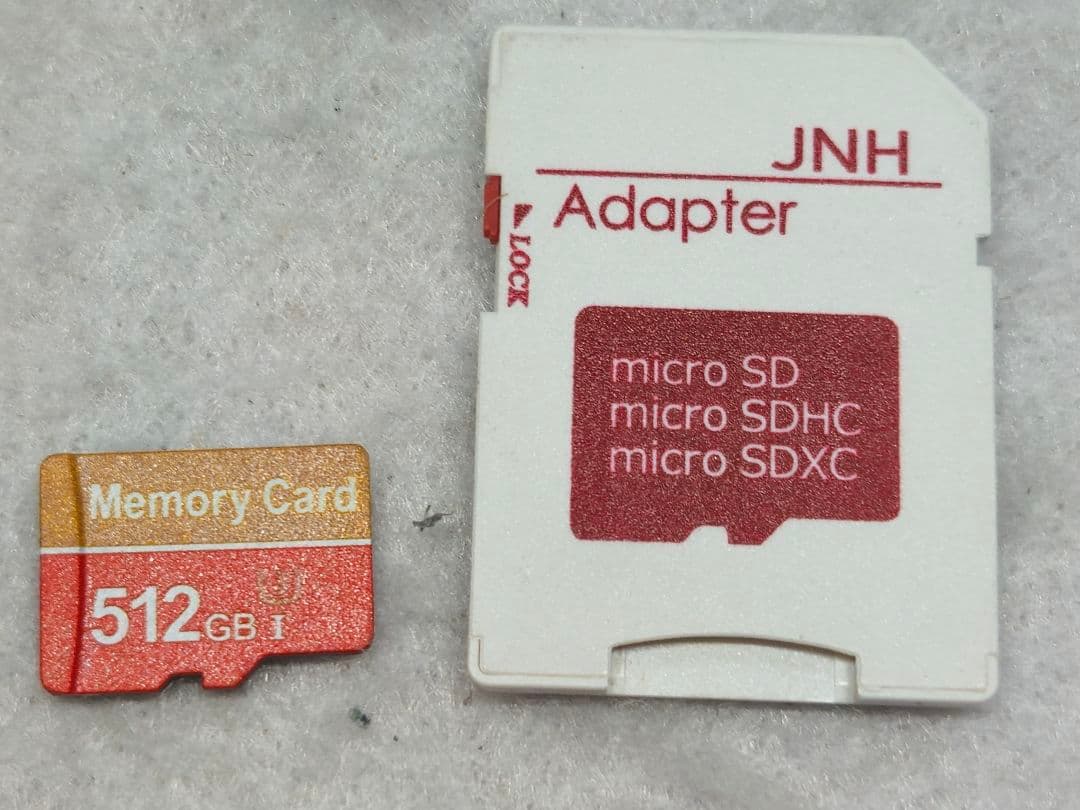 Memory Card
512GB I
JNH
Adapter
LOCK
micro SD
micro SDHC
micro SDXC